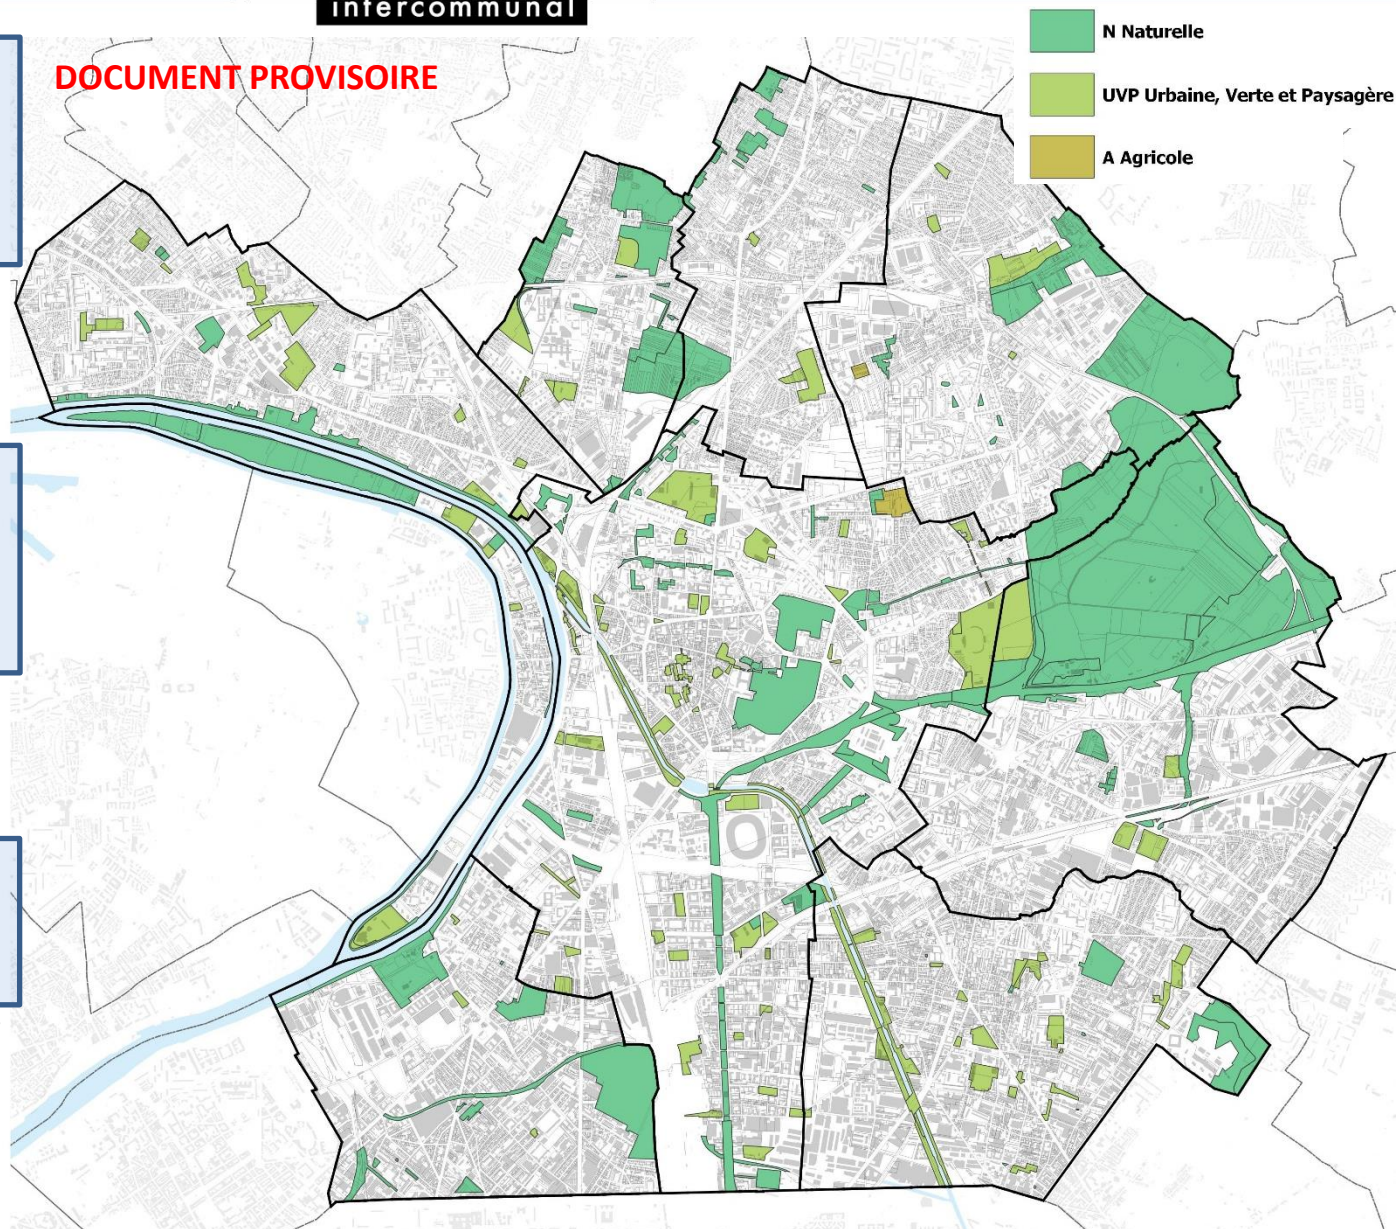 intercommunal
DOCUMENT PROVISOIRE
N Naturelle
UVP Urbaine, Verte et Paysagère
A Agricole